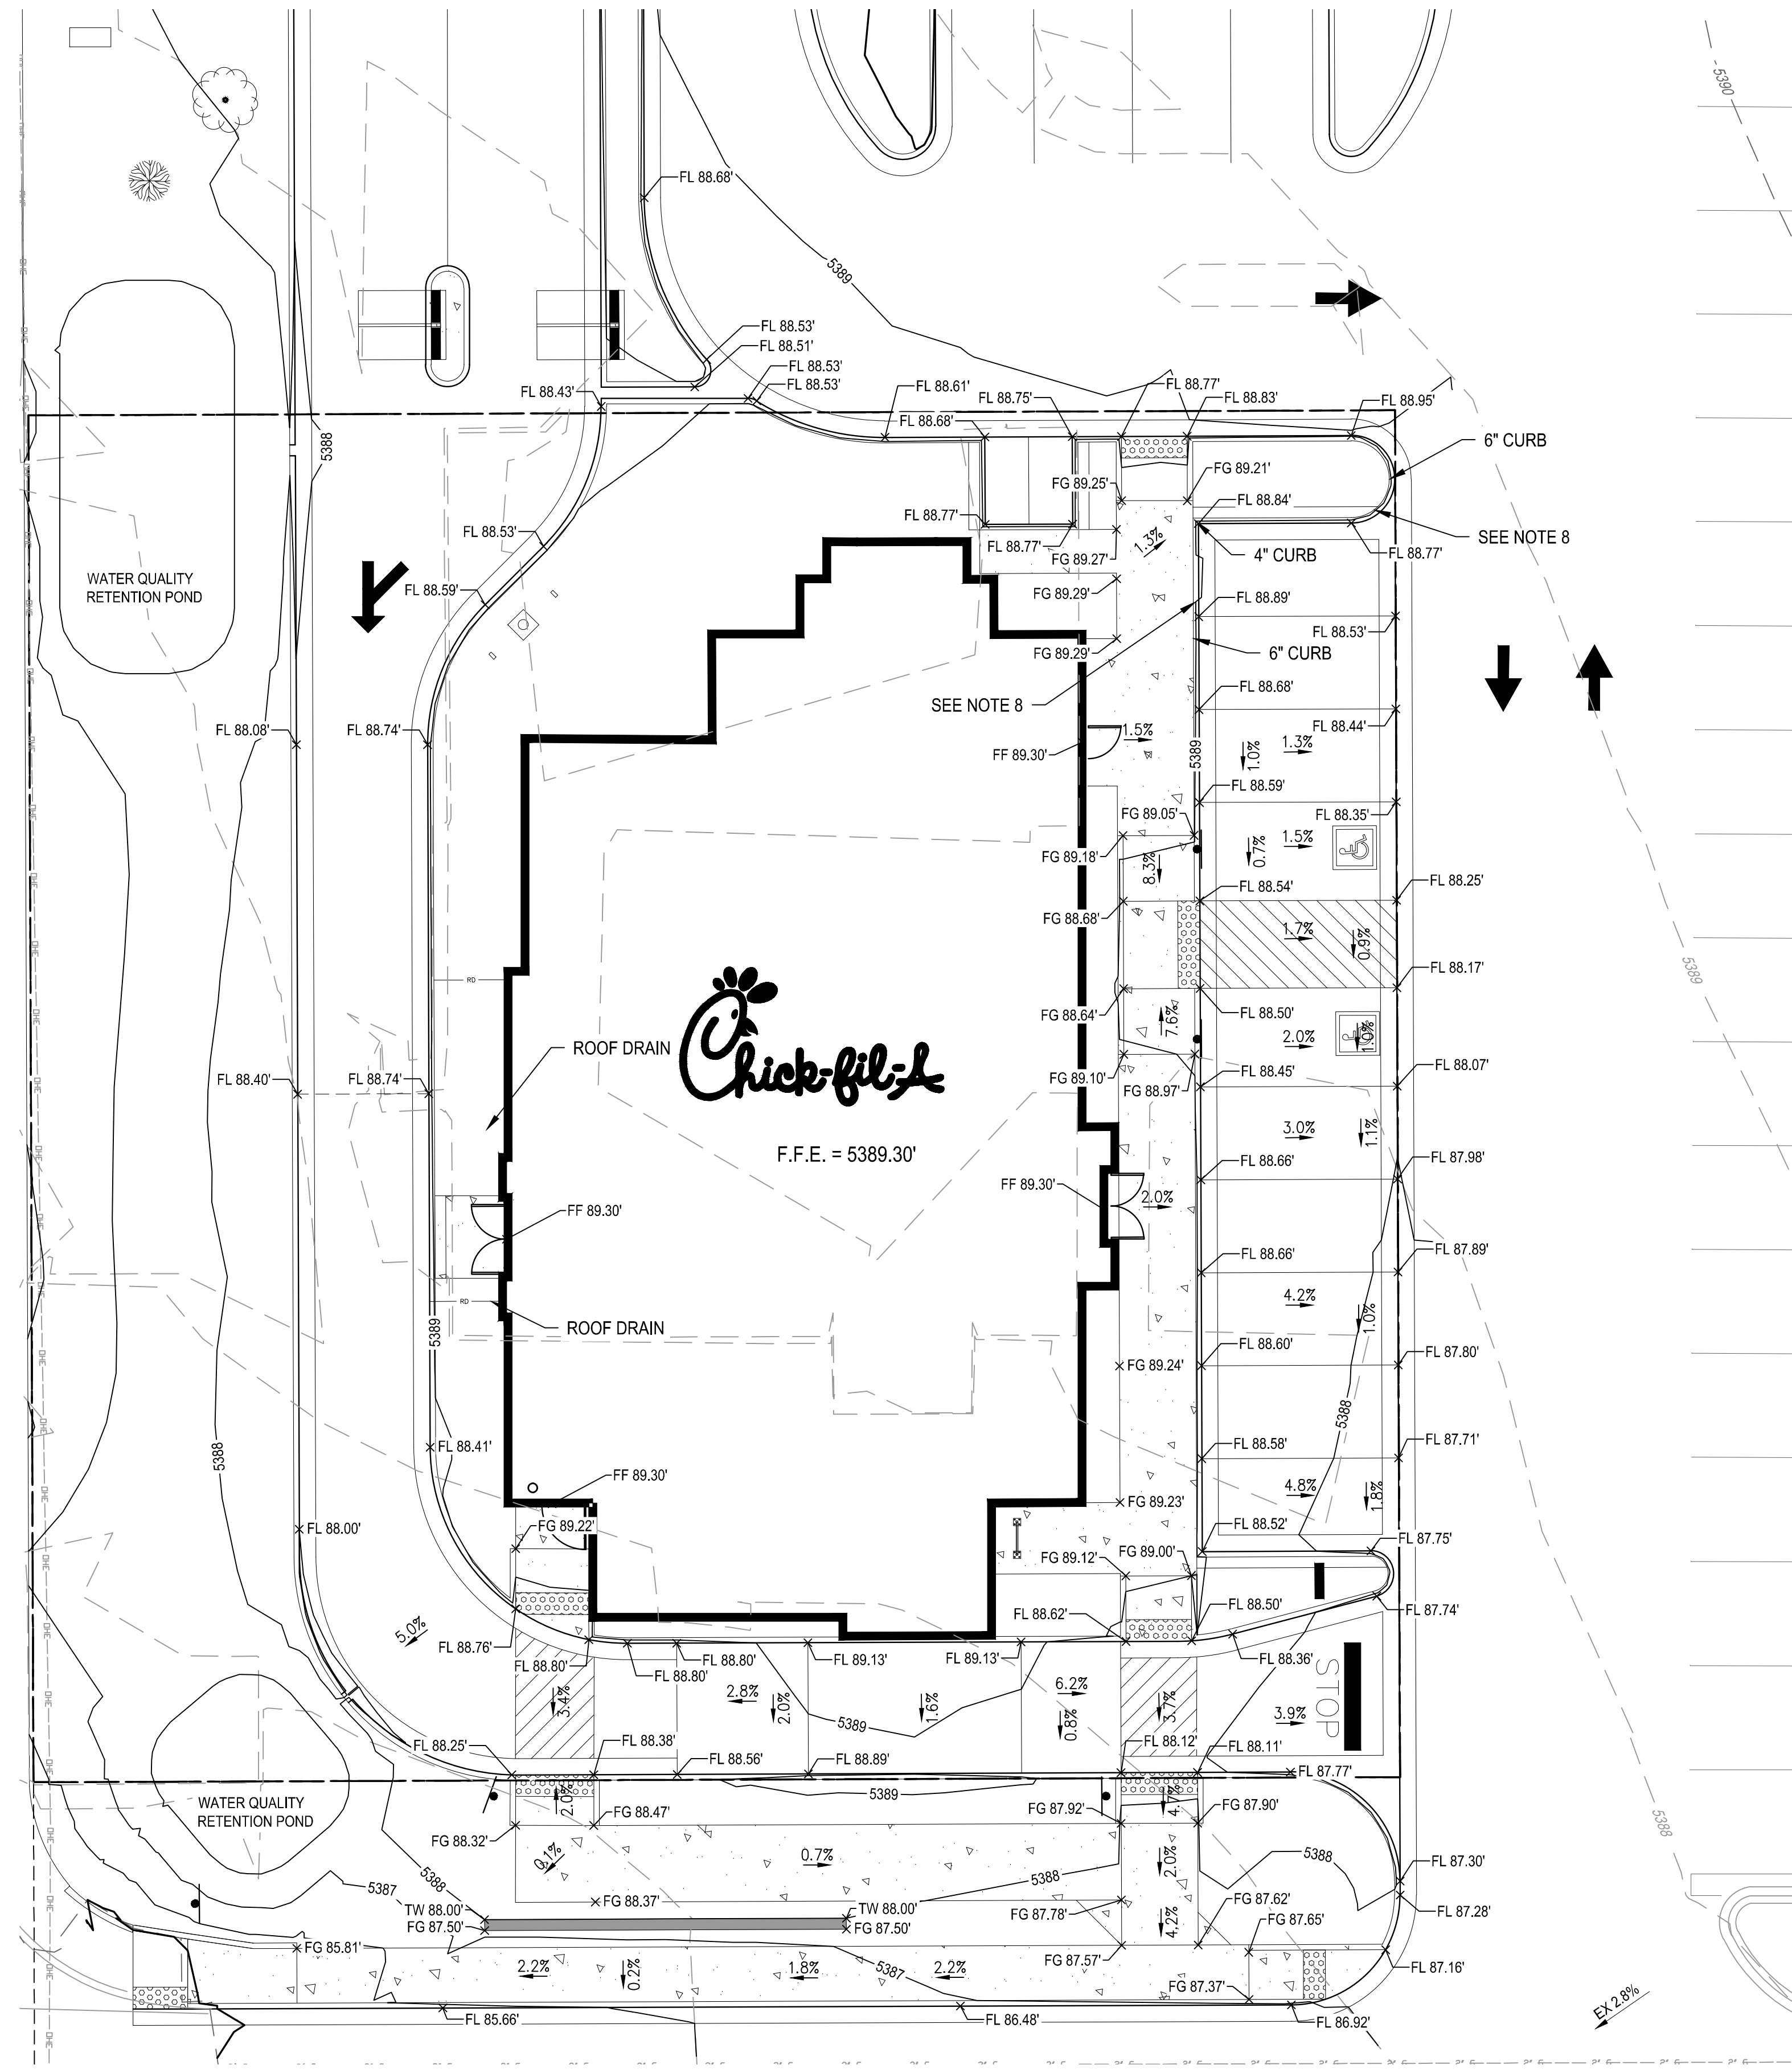 5390
FL 88.68'
5389
FL 88.53'
FL 88.51'
FL 88.53'
FL 88.53'
FL 88.43'
FL 88.61'
FL 88.77'
FL 88.75'
FL 88.83'
FL 88.95'
FL 88.68'
6" CURB
5388
FG 89.21'
FG 89.25'
FL 88.84'
FL 88.77'
FL 88.53'
1.3%
SEE NOTE 8
FL 88.77'
4" CURB
FL 88.77'
FG 89.27'
WATER QUALITY
RETENTION POND
FL 88.59'
FG 89.29'
FL 88.89'
FL 88.53'
FG 89.29'
6" CURB
FL 88.68'
SEE NOTE 8
FL 88.08'
FL 88.74'
FL 88.44'
1.5%
1.3%
FF 89.30'
5389
1.0%
FL 88.59'
FG 89.05'
FL 88.35'
1.5%
0.7%
FG 89.18'
8.3%
FL 88.54'
FL 88.25'
FG 88.68'
1.7%
0.9%
5389
RD
FL 88.17'
FG 88.64'
7.6%
FL 88.50'
2.0%
1.0%
ROOF DRAIN
Chick-fil-A
FL 88.40'
FL 88.74'
FG 89.10'
FG 88.97'
FL 88.45'
FL 88.07'
3.0%
1.1%
F.F.E. = 5389.30'
FL 88.66'
FL 87.98'
FF 89.30'
2.0%
FF 89.30'
FL 88.66'
FL 87.89'
RD
4.2%
1.0%
ROOF DRAIN
5389
FL 88.60'
FG 89.24'
FL 87.80'
5388
FL 88.41'
5388
FL 88.58'
FL 87.71'
FF 89.30'
4.8%
1.8%
FG 89.23'
FL 88.00'
FG 89.22'
FL 88.52'
FL 87.75'
FG 89.12'
FG 89.00'
5.0%
FL 88.62'
FL 88.50'
FL 87.74'
FL 88.76'
FL 88.80'
FL 88.80'
FL 88.80'
FL 89.13'
FL 89.13'
FL 88.36'
STOP
3.4%
2.8%
2.0%
1.6%
6.2%
0.8%
3.7%
3.9%
5389
FL 88.25'
FL 88.38'
FL 88.56'
FL 88.89'
FL 88.12'
FL 88.11'
FL 87.77'
5389
WATER QUALITY
RETENTION POND
2.0%
FG 88.47'
FG 87.92'
4.7%
FG 87.90'
5388
FG 88.32'
0.1%
0.7%
2.0%
5388
5388
5388
FL 87.30'
5387
FG 88.37'
TW 88.00'
TW 88.00'
FG 87.78'
FG 87.62'
FL 87.28'
FG 87.50'
FG 87.50'
4.2%
FG 87.65'
FG 85.81'
FG 87.57'
2.2%
0.2%
1.8%
5387
2.2%
FG 87.37'
FL 87.16'
FL 85.66'
FL 86.48'
FL 86.92'
EX 2.8%